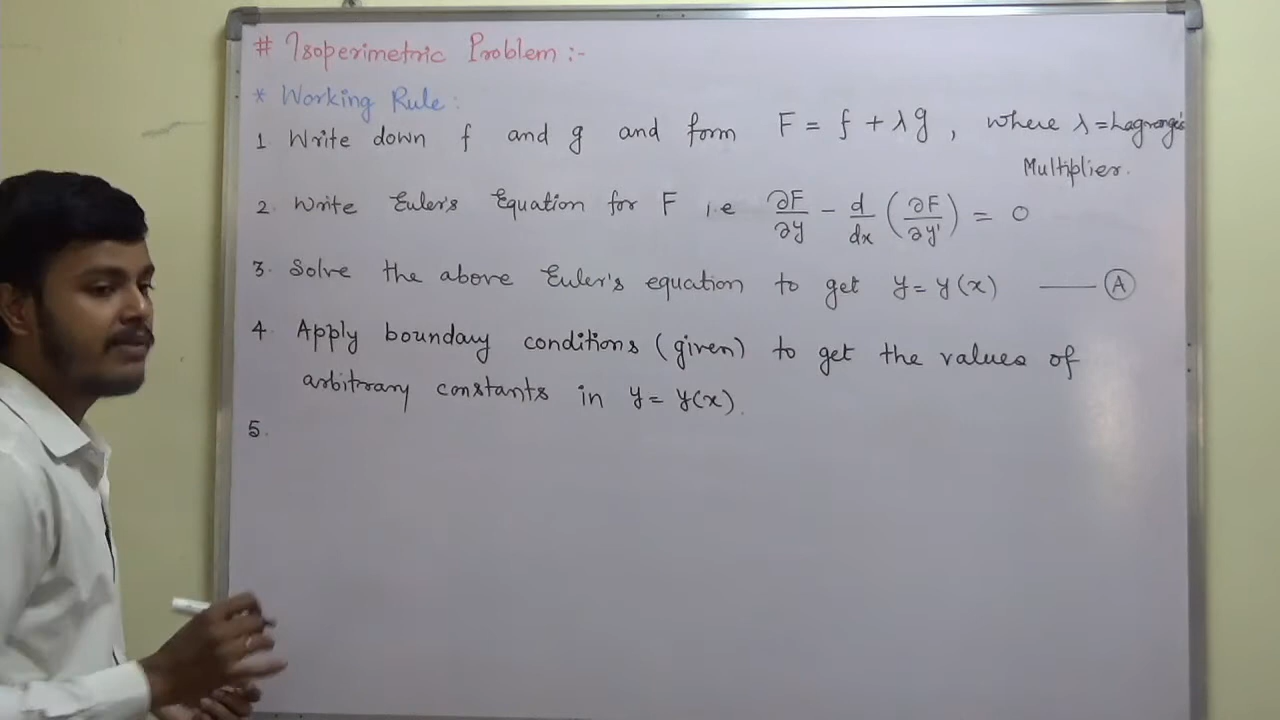 # Isoperimetric Problem :-
* Working Rule :
1. Write down f and g and form F = f + λg , where λ = Lagrange's Multiplier.
2. Write Euler's Equation for F i.e ∂F/∂y - d/dx (∂F/∂y') = 0
3. Solve the above Euler's equation to get y = y(x) —— Ⓐ
4. Apply boundary conditions (given) to get the values of
arbitrary constants in y = y(x).
5.